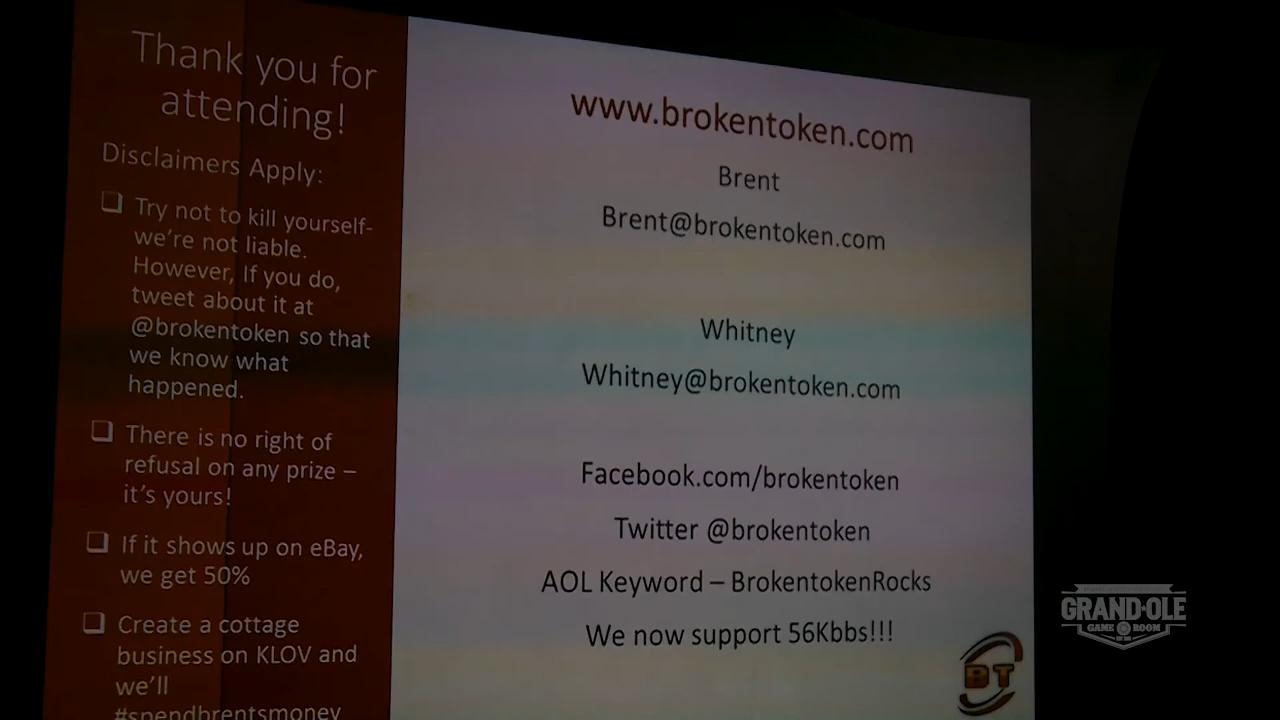 Thank you for
attending!
Disclaimers Apply:
❑ Try not to kill yourself-
we're not liable.
However, If you do,
tweet about it at
@brokentoken so that
we know what
happened.
❑ There is no right of
refusal on any prize –
it's yours!
❑ If it shows up on eBay,
we get 50%
❑ Create a cottage
business on KLOV and
we'll
#spendbrentsmoney
www.brokentoken.com
Brent
Brent@brokentoken.com
Whitney
Whitney@brokentoken.com
Facebook.com/brokentoken
Twitter @brokentoken
AOL Keyword – BrokentokenRocks
We now support 56Kbbs!!!
BT
GRAND OLE
GAME ROOM